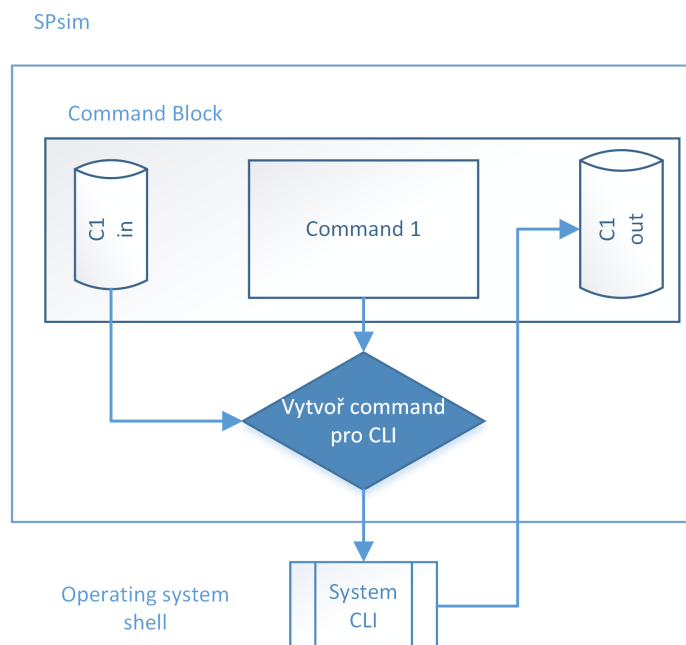 SPsim
Command Block
C1
in
Command 1
C1
out
Vytvoř command
pro CLI
Operating system
shell
System
CLI